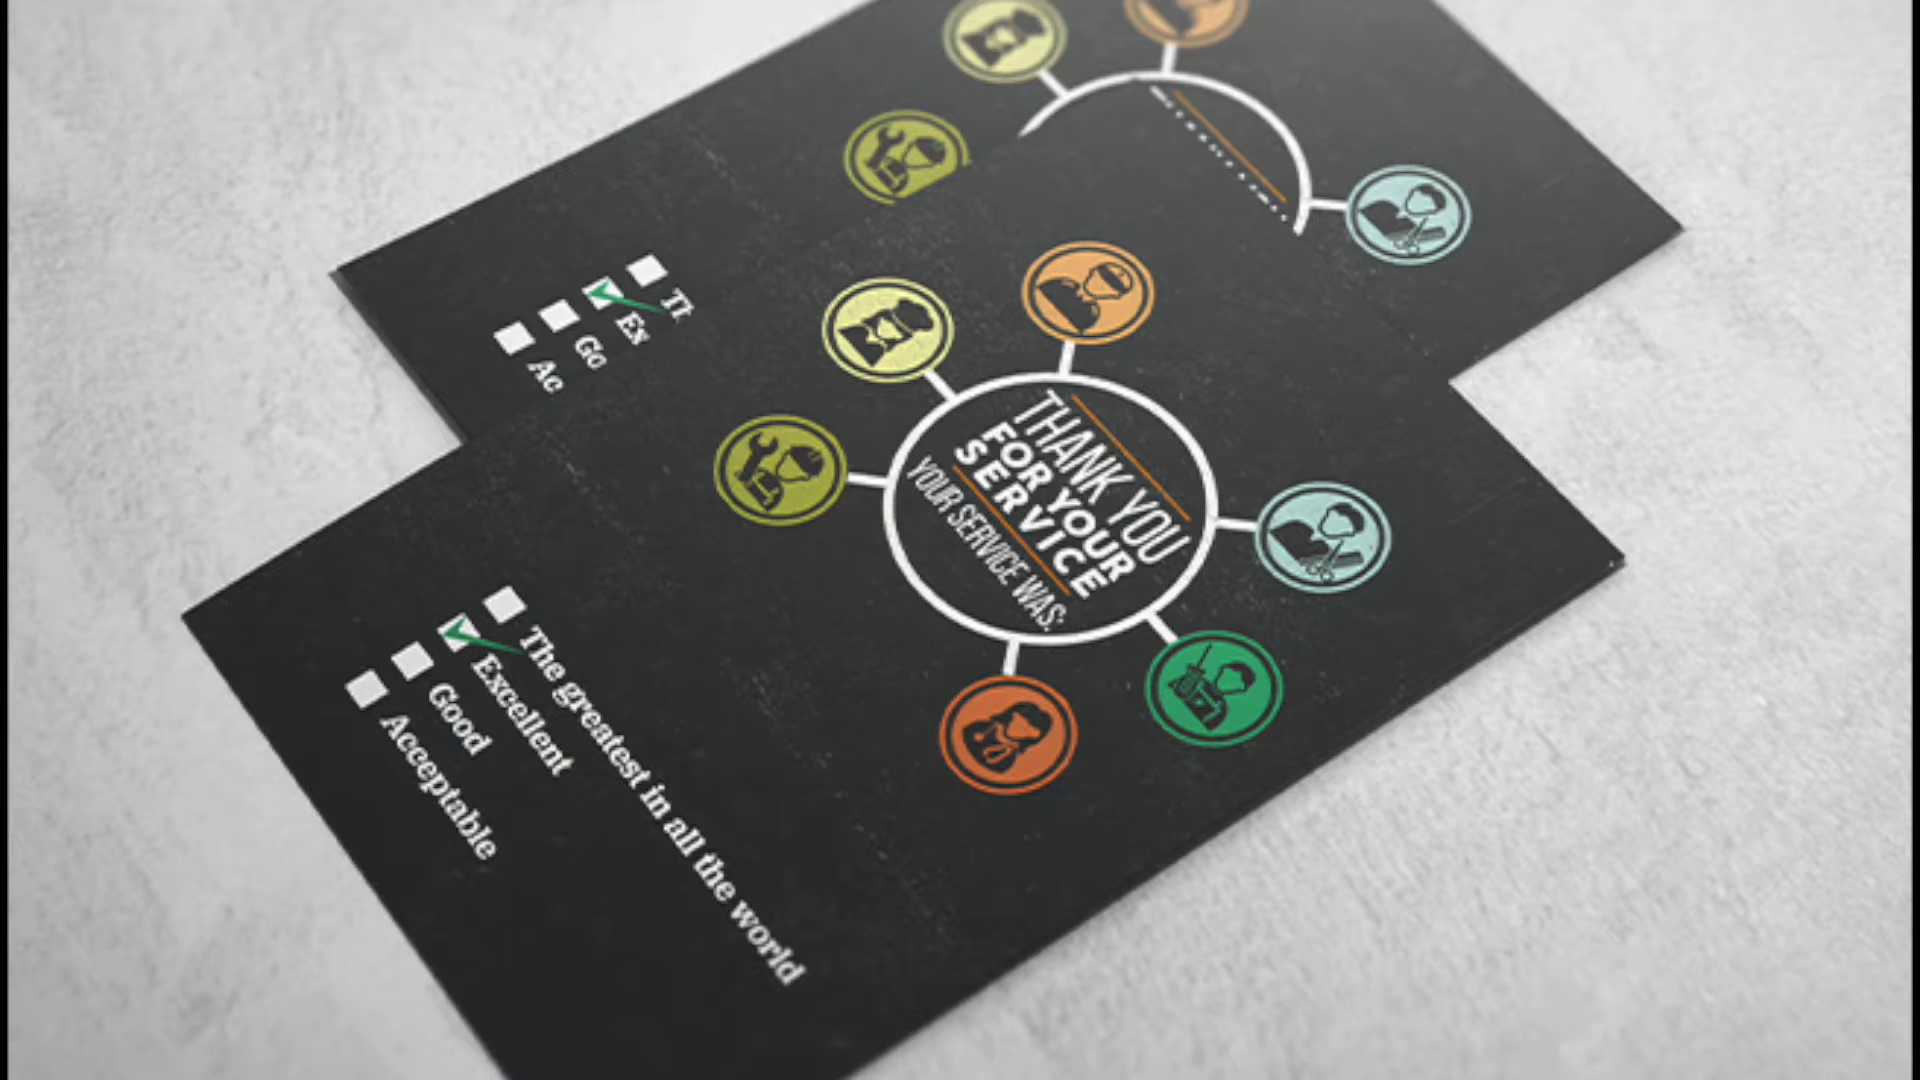 THANK YOU
FOR YOUR
SERVICE
YOUR SERVICE WAS:
The greatest in all the world
Excellent
Good
Acceptable
Th
Ex
Go
Ac